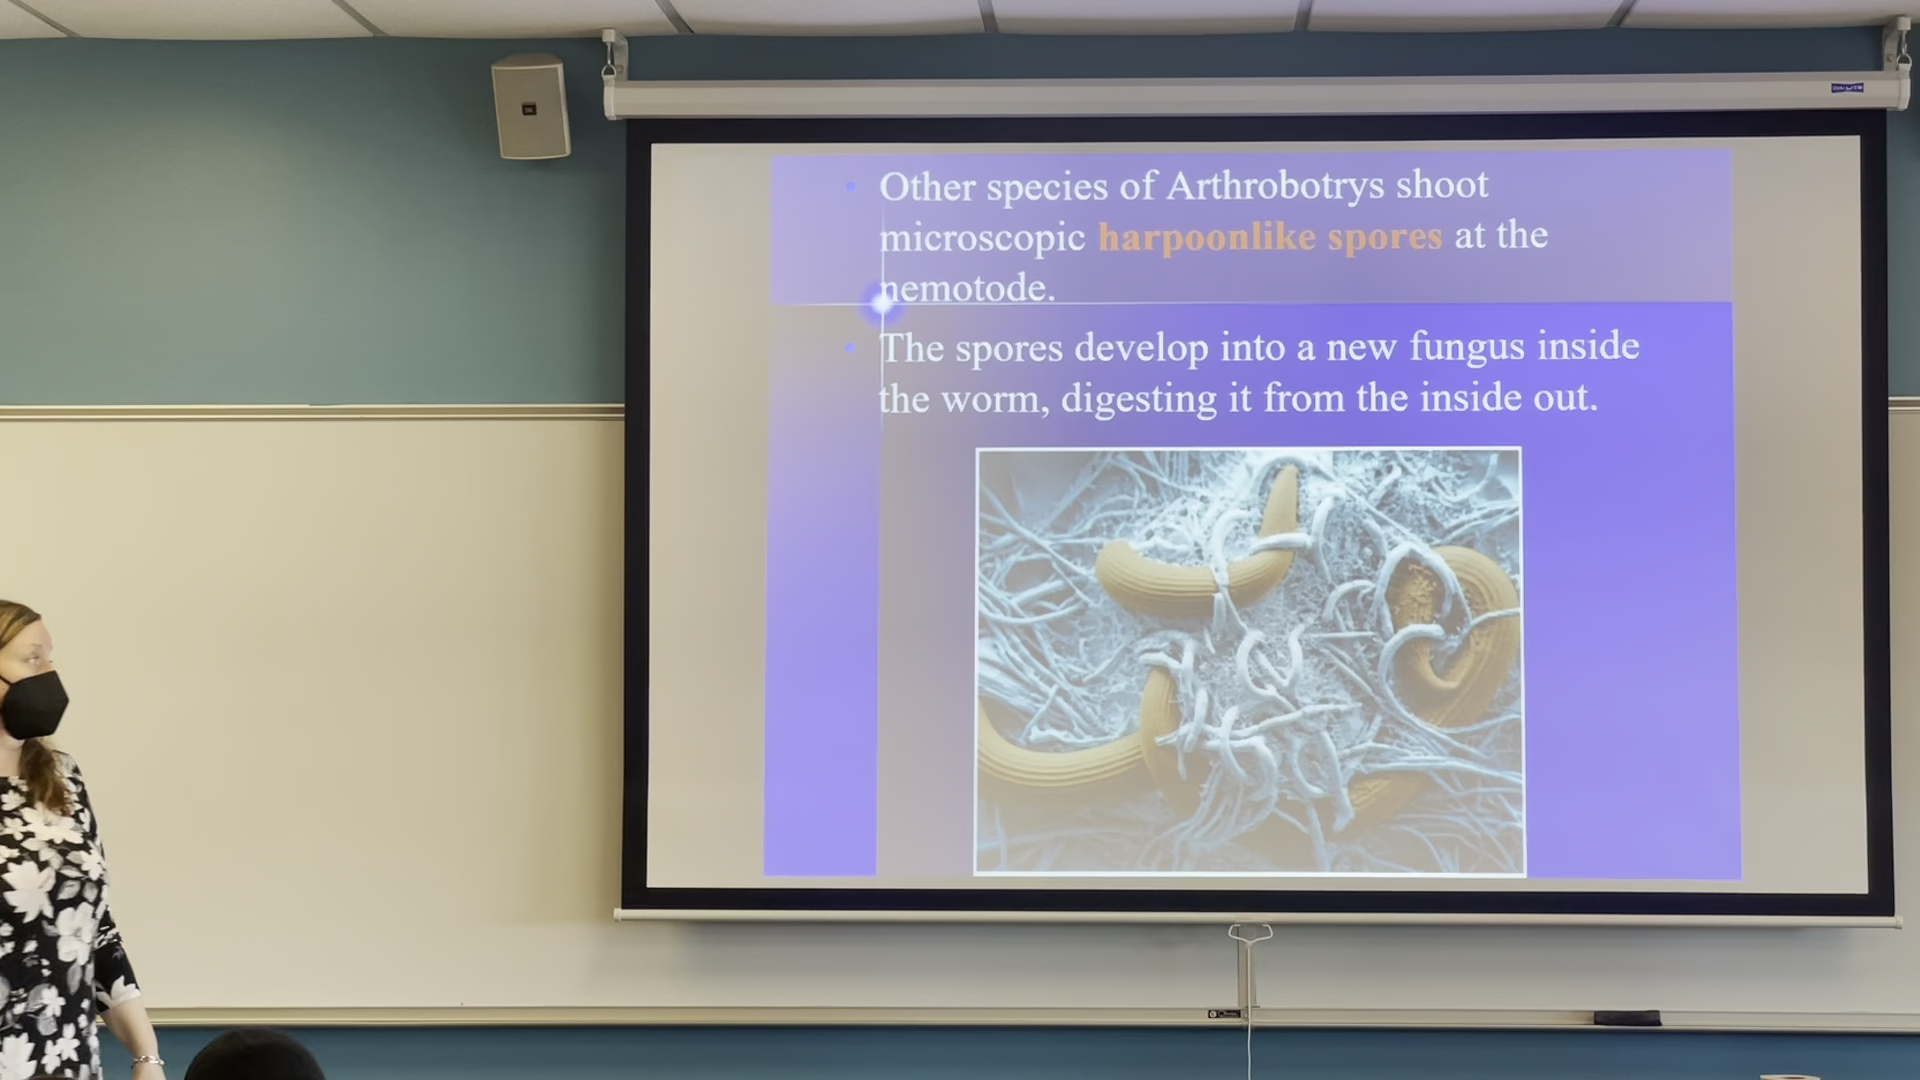 Other species of Arthrobotrys shoot
microscopic harpoonlike spores at the
nemotode.
The spores develop into a new fungus inside
the worm, digesting it from the inside out.